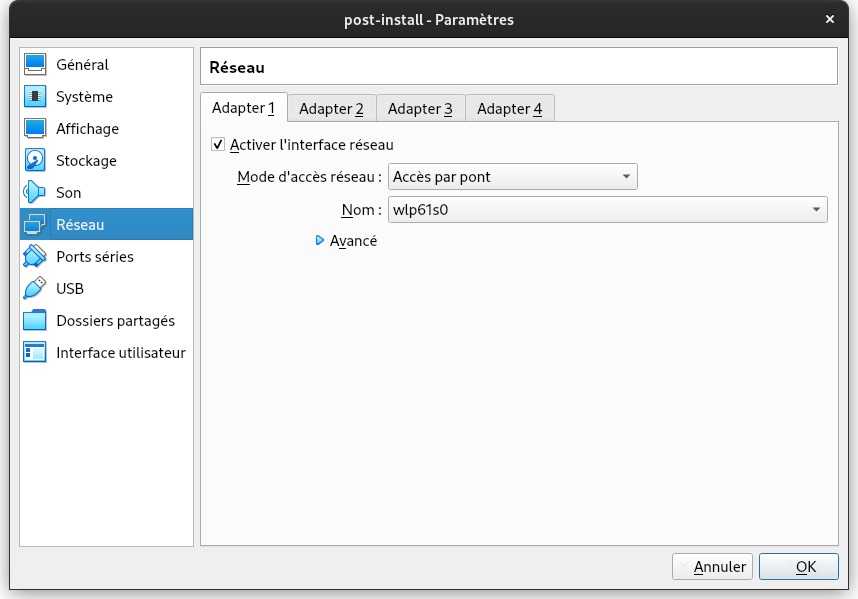 post-install - Paramètres
Général
Système
Affichage
Stockage
Son
Réseau
Ports séries
USB
Dossiers partagés
Interface utilisateur
Réseau
Adapter 1 Adapter 2 Adapter 3 Adapter 4
Activer l'interface réseau
Mode d'accès réseau : Accès par pont
Nom : wlp61s0
Avancé
Annuler OK